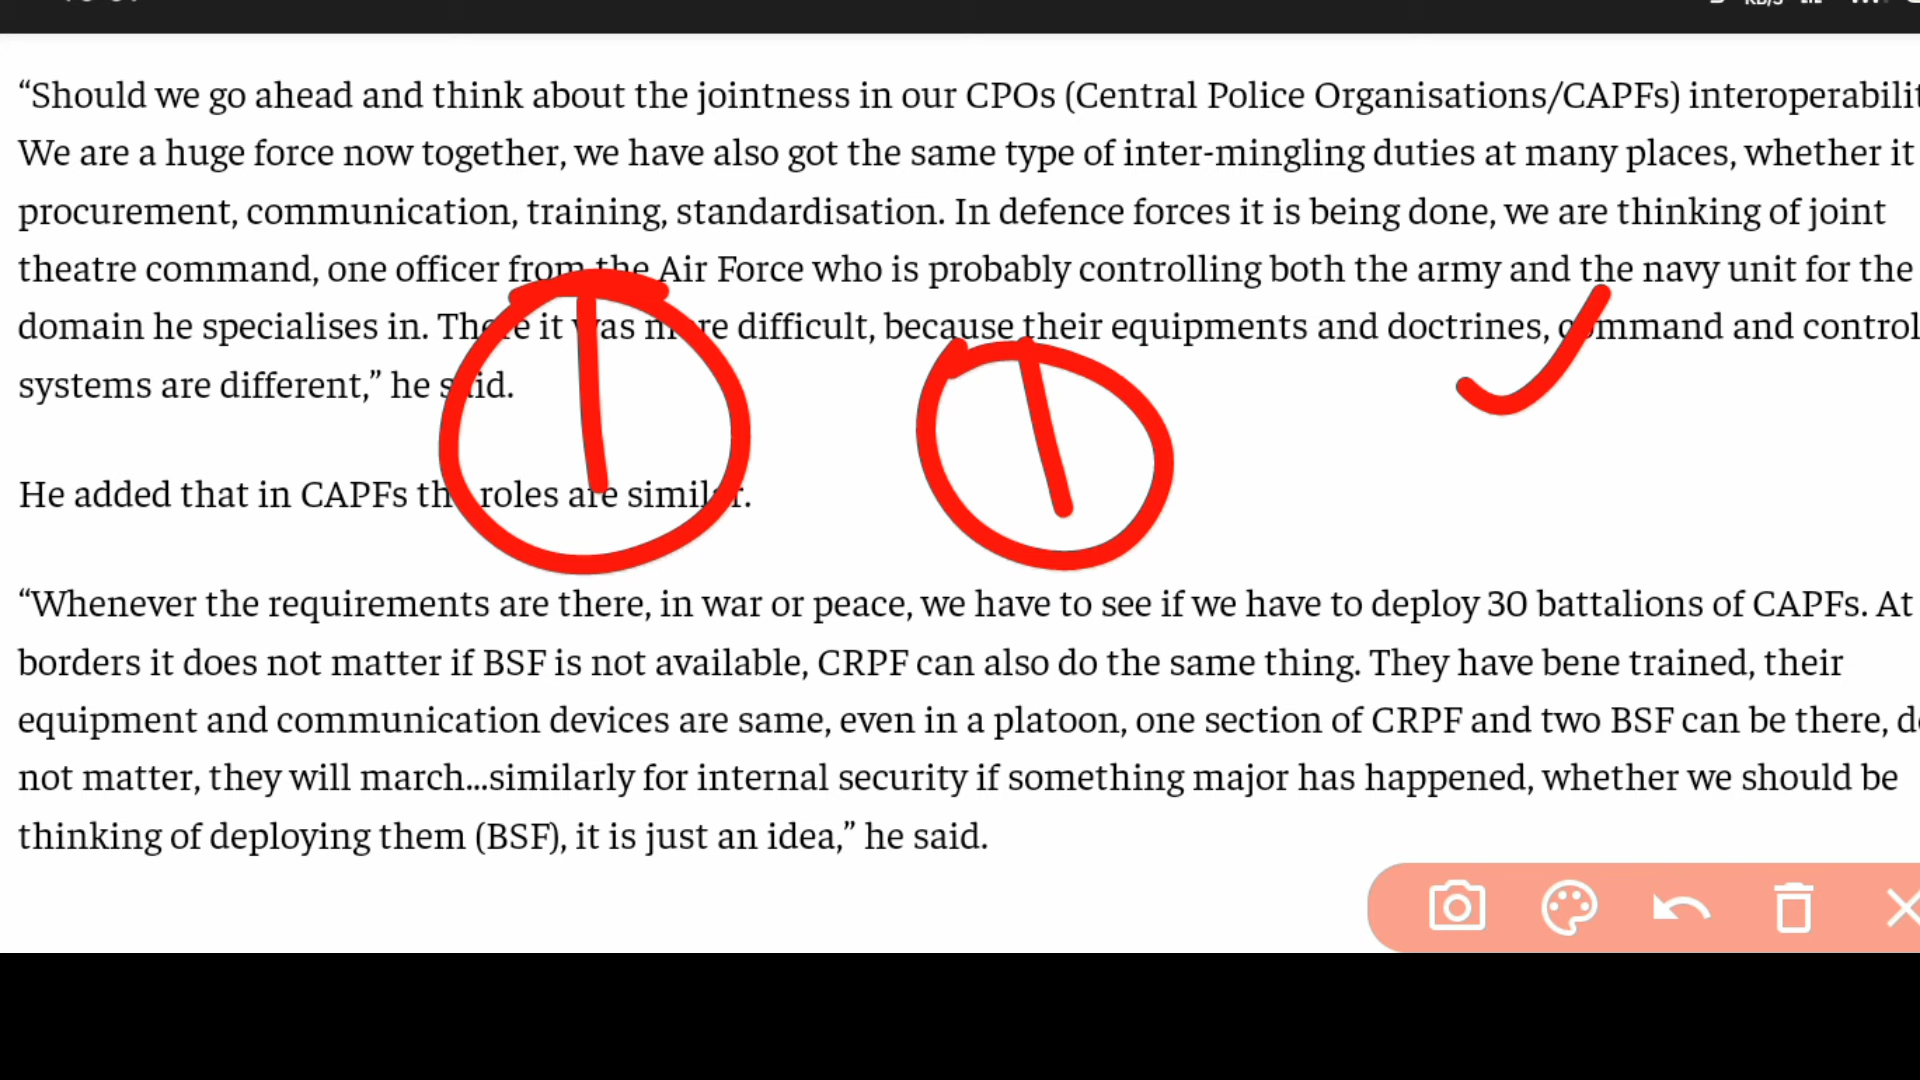 “Should we go ahead and think about the jointness in our CPOs (Central Police Organisations/CAPFs)
We are a huge force now together, we have also got the same type of inter-mingling duties at many places, whether it
procurement, communication, training, standardisation. In defence forces it is being done, we are thinking of joint
theatre command, one officer from the Air Force who is probably controlling both the army and the navy unit for the
domain he specialises in. There it was more difficult, because their equipments and doctrines, command and control
systems are different,” he said.
He added that in CAPFs the roles are similar.
“Whenever the requirements are there, in war or peace, we have to see if we have to deploy 30 battalions of CAPFs. At
borders it does not matter if BSF is not available, CRPF can also do the same thing. They have bene trained, their
equipment and communication devices are same, even in a platoon, one section of CRPF and two BSF can be there,
not matter, they will march...similarly for internal security if something major has happened, whether we should be
thinking of deploying them (BSF), it is just an idea,” he said.